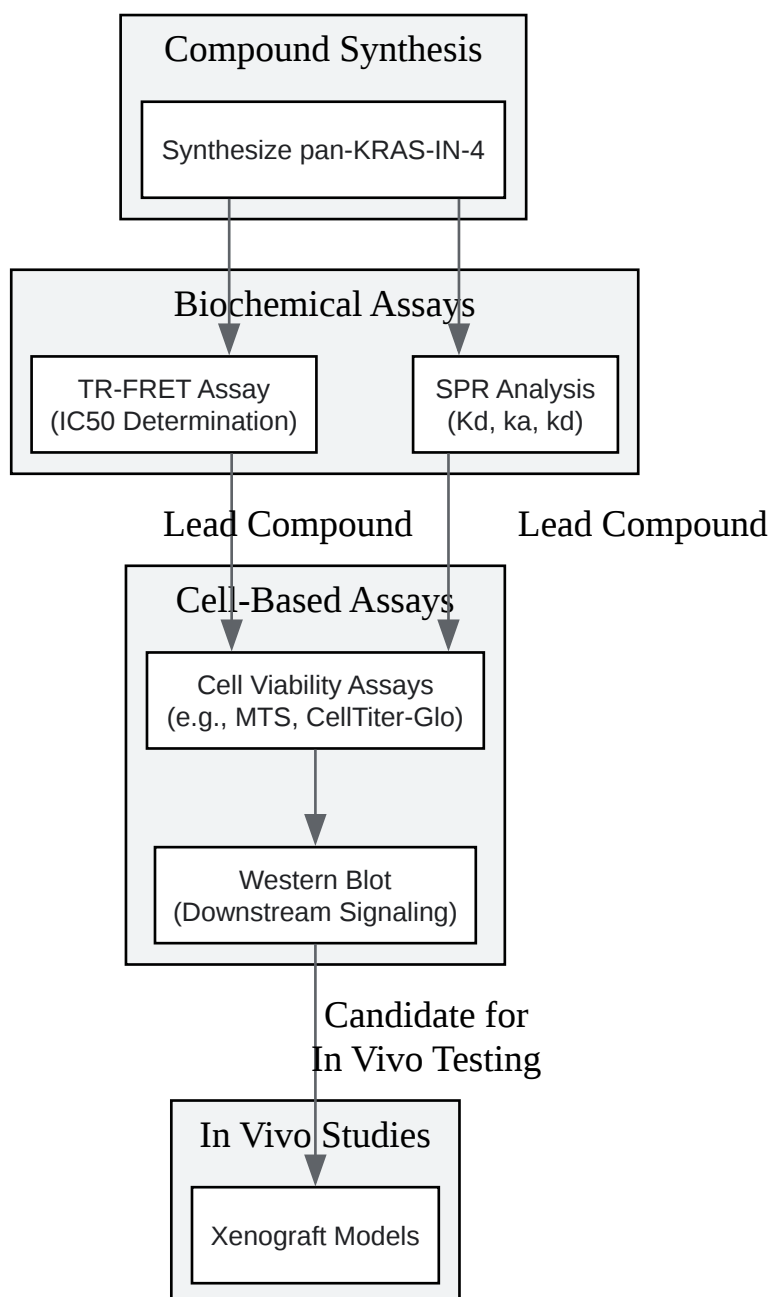 Compound Synthesis
Synthesize pan-KRAS-IN-4
Biochemical Assays
TR-FRET Assay
(IC50 Determination)
SPR Analysis
(Kd, ka, kd)
Lead Compound
Lead Compound
Cell-Based Assays
Cell Viability Assays
(e.g., MTS, CellTiter-Glo)
Western Blot
(Downstream Signaling)
Candidate for
In Vivo Testing
In Vivo Studies
Xenograft Models